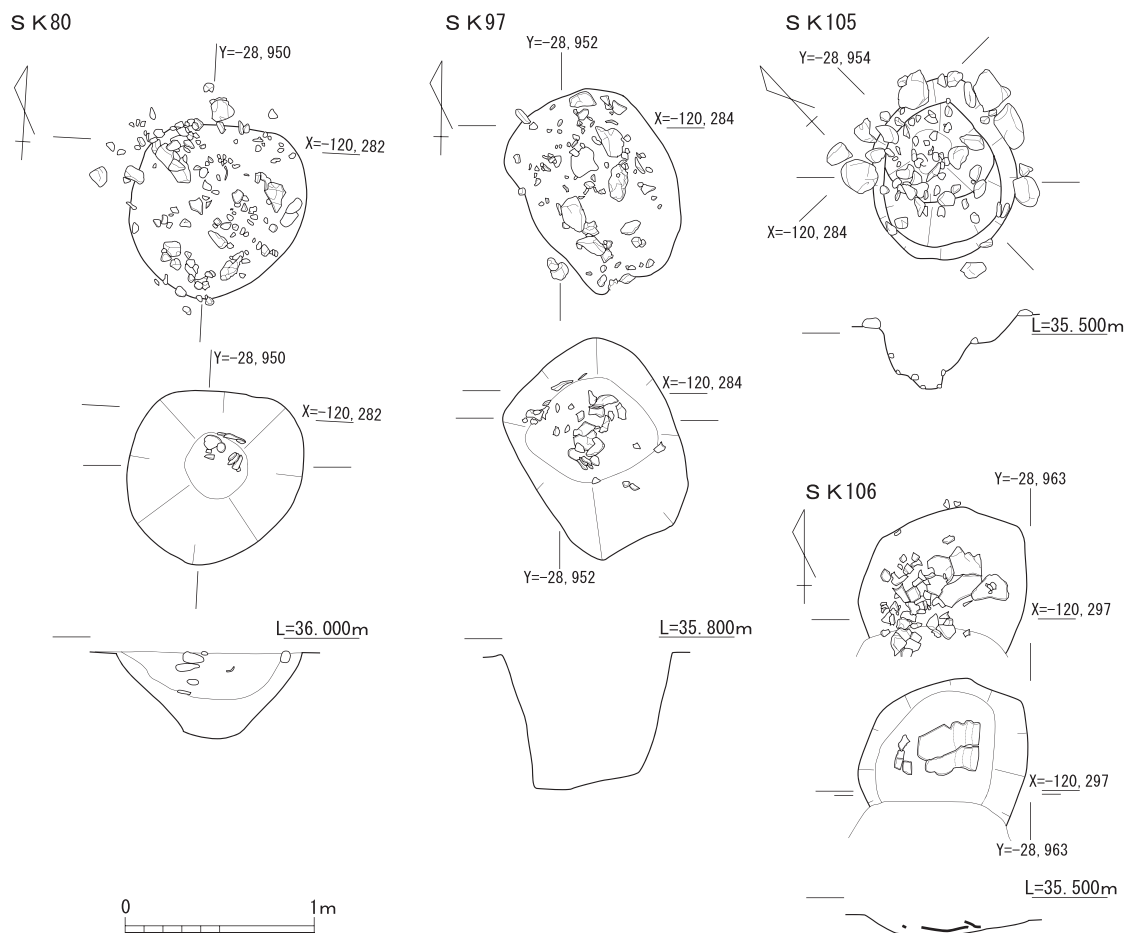 ＳＫ80
Y=-28,950
X=-120,282
Y=-28,950
X=-120,282
L=36.000m
ＳＫ97
Y=-28,952
X=-120,284
X=-120,284
Y=-28,952
L=35.800m
ＳＫ105
Y=-28,954
X=-120,284
L=35.500m
ＳＫ106
Y=-28,963
X=-120,297
X=-120,297
Y=-28,963
L=35.500m
0 1m